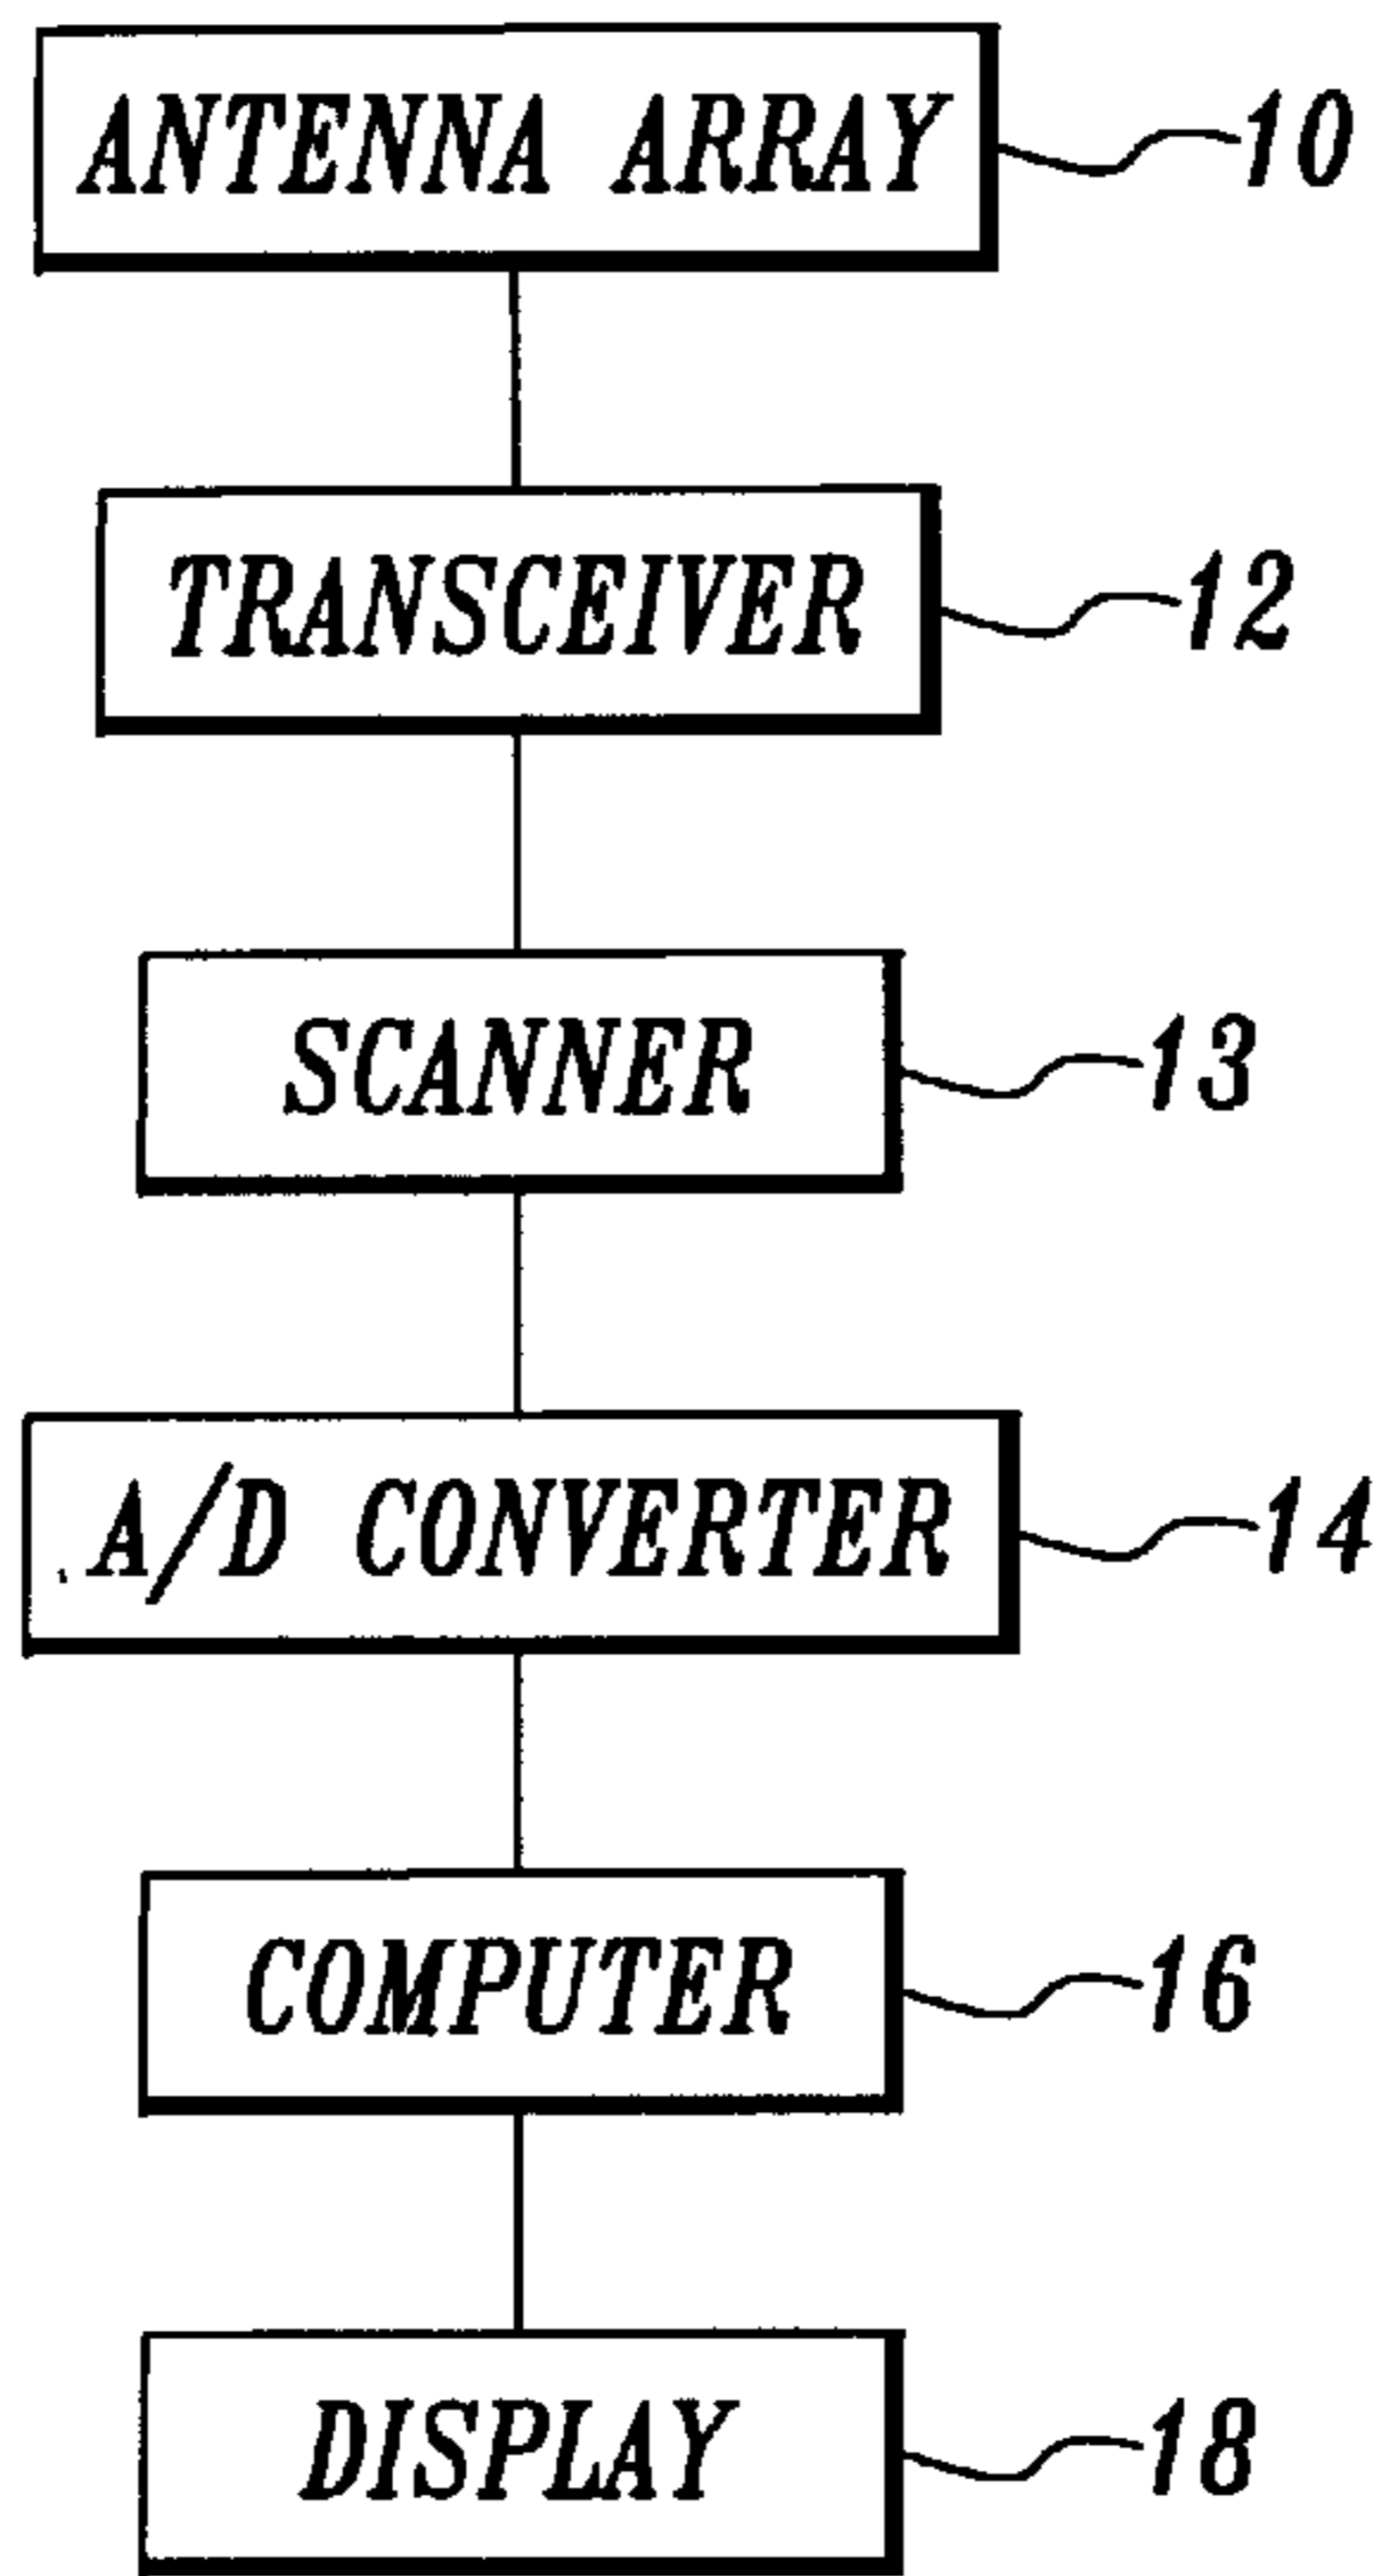 ANTENNA ARRAY 10
TRANSCEIVER 12
SCANNER 13
A/D CONVERTER 14
COMPUTER 16
DISPLAY 18